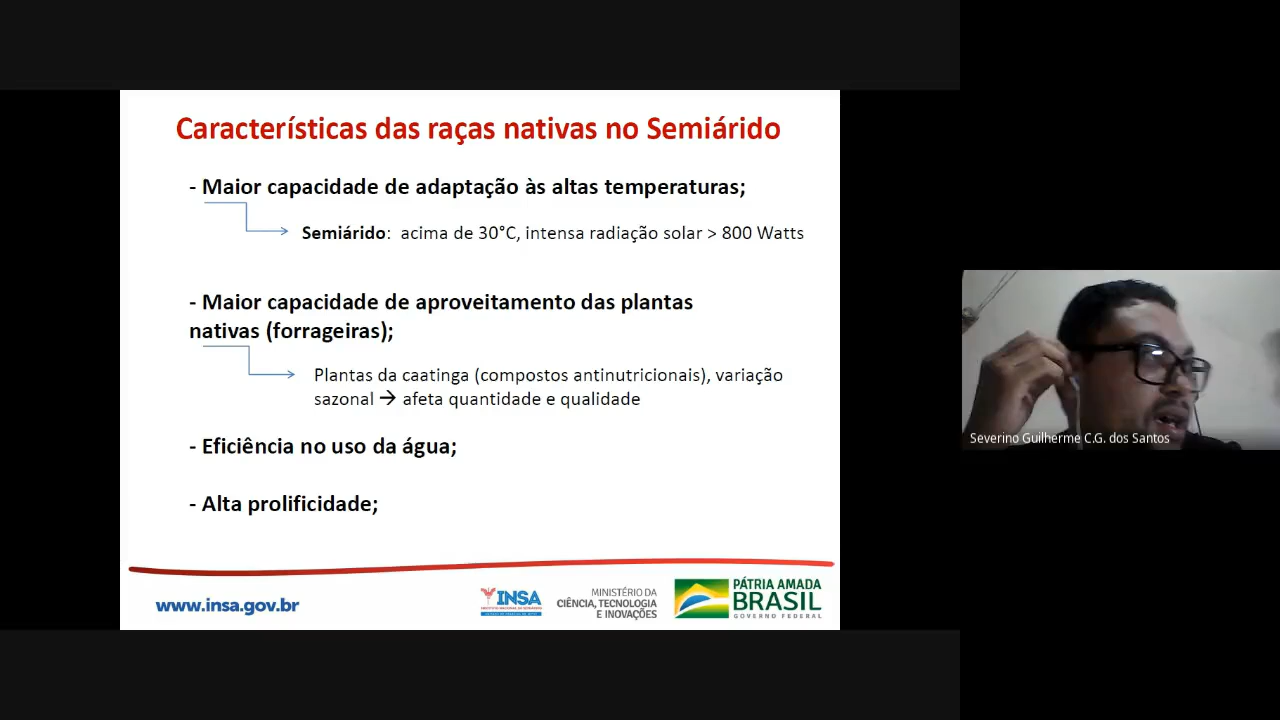 Características das raças nativas no Semiárido
- Maior capacidade de adaptação às altas temperaturas;
Semiárido: acima de 30°C, intensa radiação solar > 800 Watts
- Maior capacidade de aproveitamento das plantas
nativas (forrageiras);
Plantas da caatinga (compostos antinutricionais), variação
sazonal → afeta quantidade e qualidade
- Eficiência no uso da água;
- Alta prolificidade;
www.insa.gov.br
INSA
MINISTÉRIO DA
CIÊNCIA, TECNOLOGIA
E INOVAÇÕES
PÁTRIA AMADA
BRASIL
GOVERNO FEDERAL
Severino Guilherme C.G. dos Santos